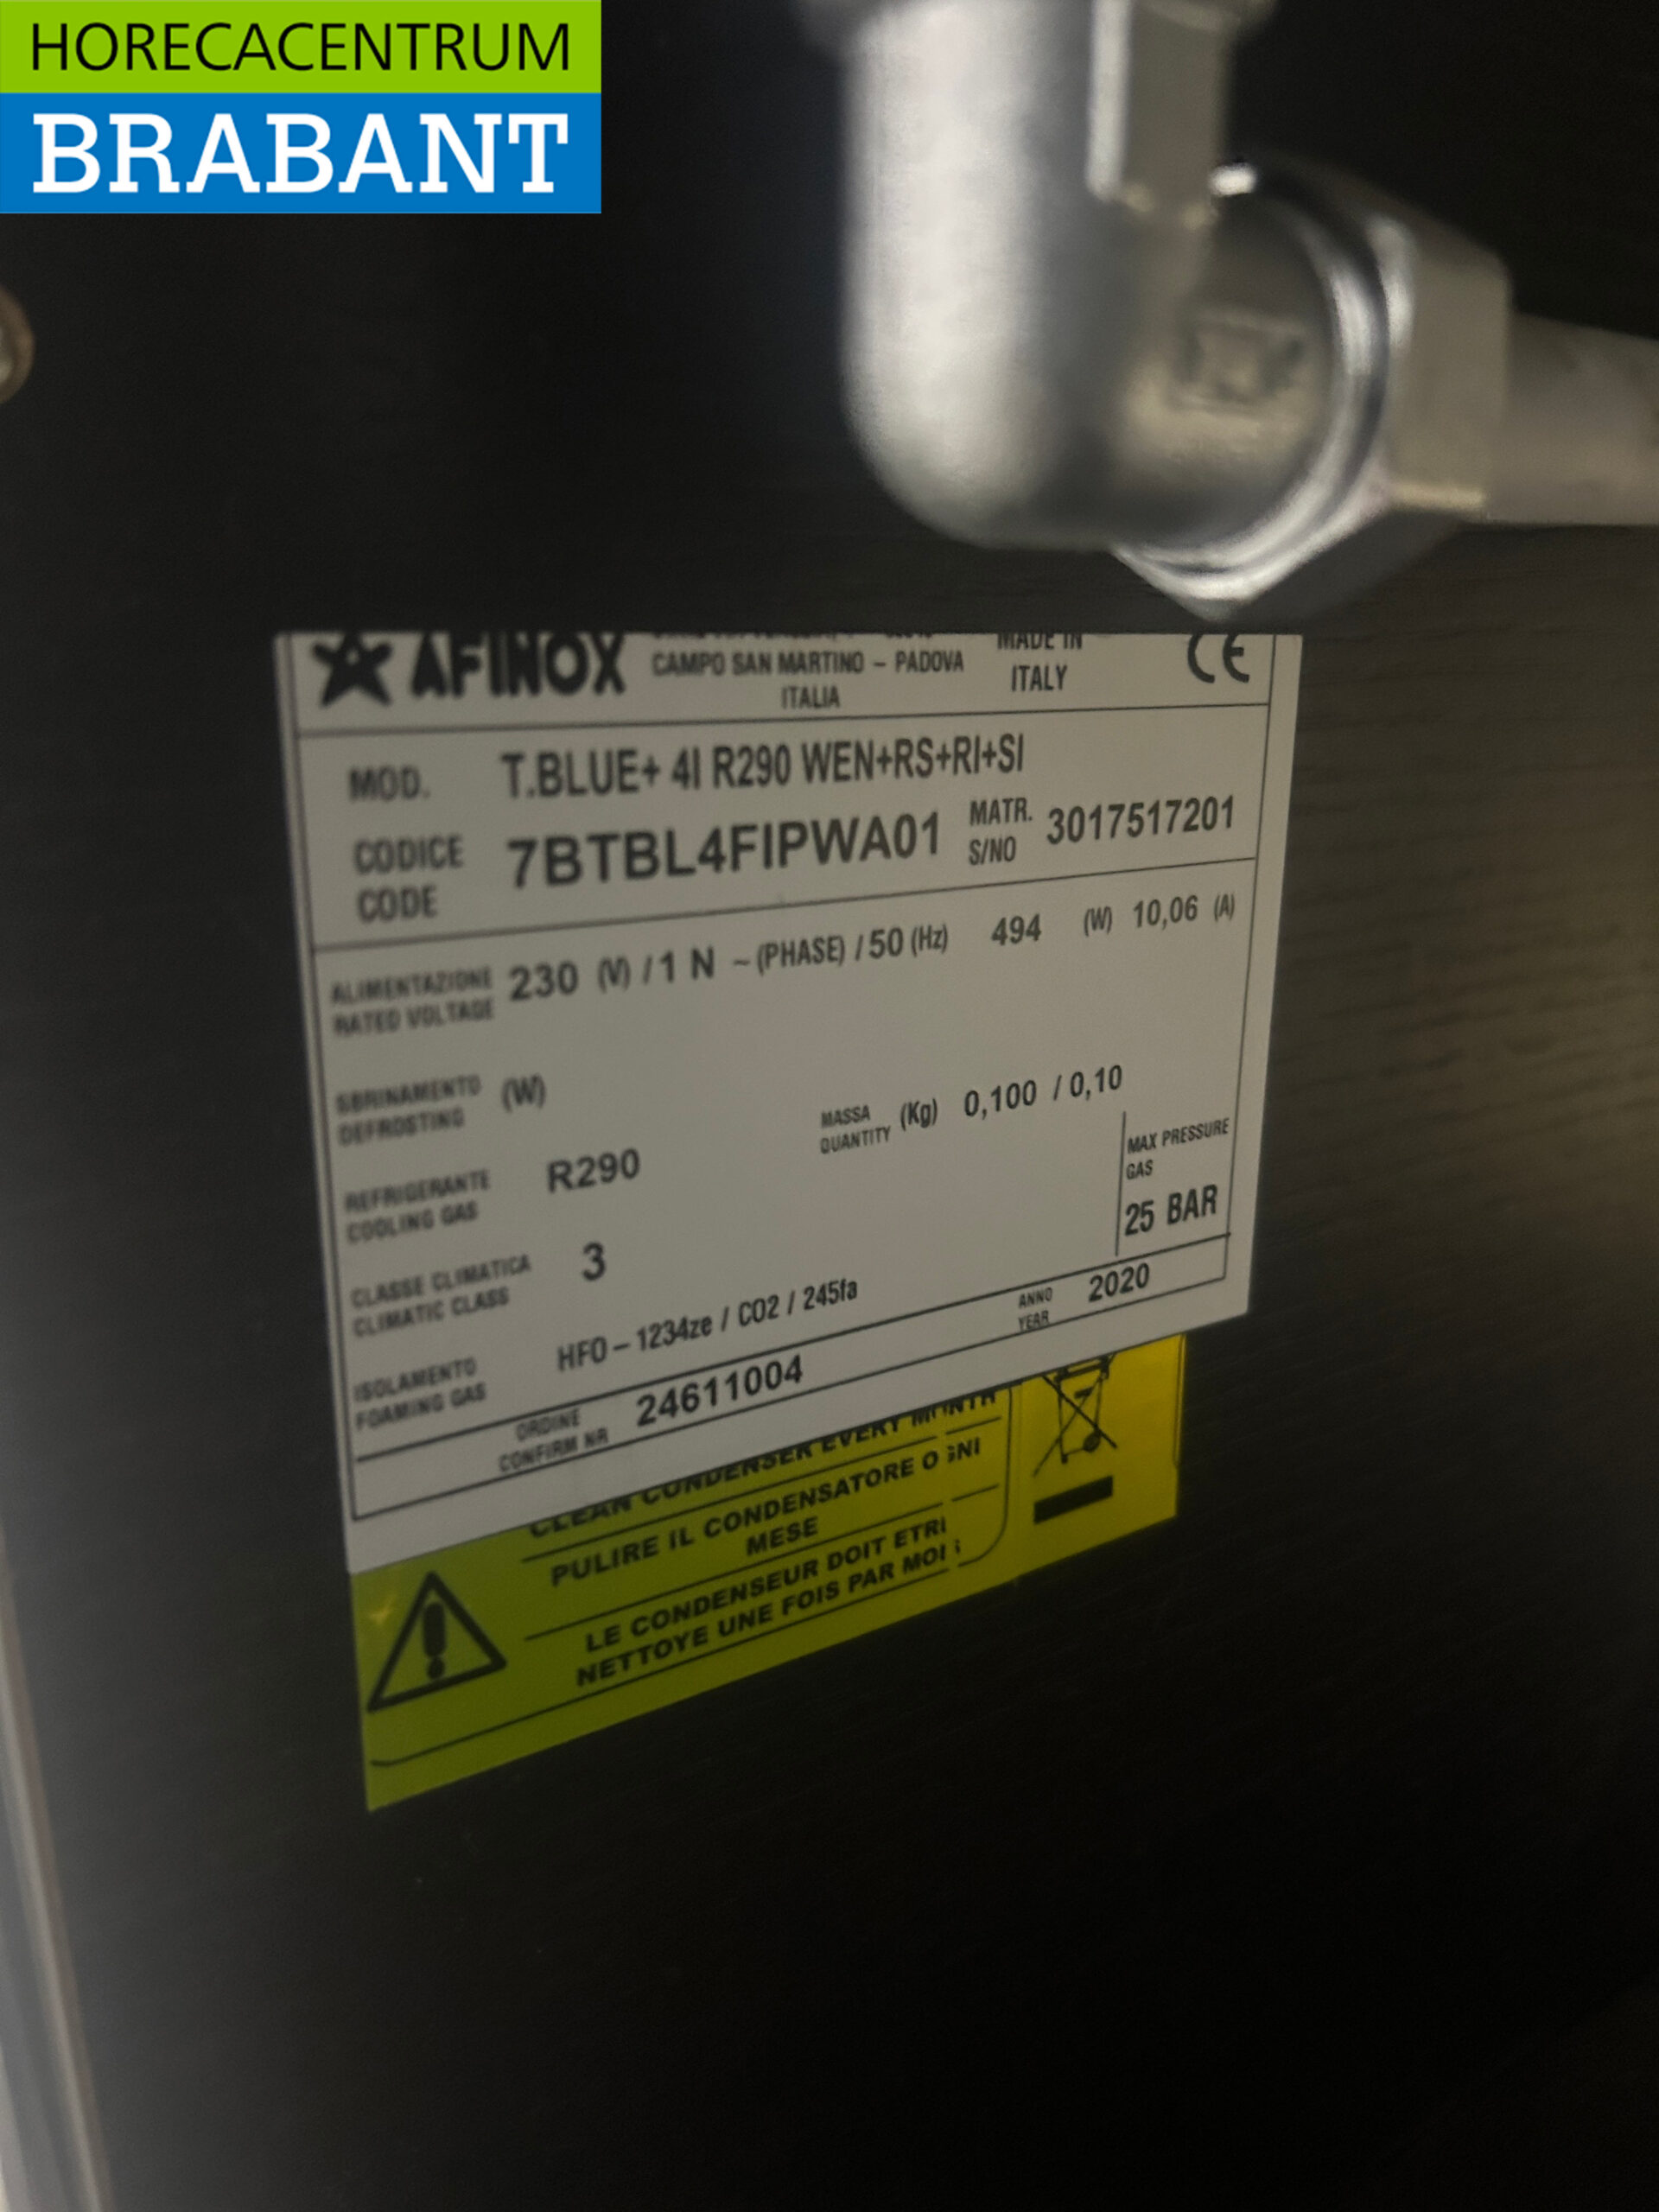 HORECACENTRUM
BRABANT
AFINOX
CAMPO SAN MARTINO – PADOVA
ITALIA
MADE IN
ITALY
CE
MOD. T.BLUE+ 4I R290 WEN+RS+RI+SI
CODICE
CODE 7BTBL4FIPWA01 MATR.
S/NO 3017517201
ALIMENTAZIONE
RATED VOLTAGE 230 (V) / 1 N ~ (PHASE) / 50 (Hz) 494 (W) 10,06 (A)
SBRINAMENTO
DEFROSTING (W)
MASSA
QUANTITY (Kg) 0,100 / 0,10
REFRIGERANTE
COOLING GAS R290
MAX PRESSURE
GAS
25 BAR
CLASSE CLIMATICA
CLIMATIC CLASS 3
ISOLAMENTO
FOAMING GAS HFO – 1234ze / CO2 / 245fa
ORDINE
CONFIRM NR 24611004
ANNO
YEAR 2020
CLEAN CONDENSER EVERY MONTH
PULIRE IL CONDENSATORE OGNI
MESE
LE CONDENSEUR DOIT ETRE
NETTOYE UNE FOIS PAR MOIS